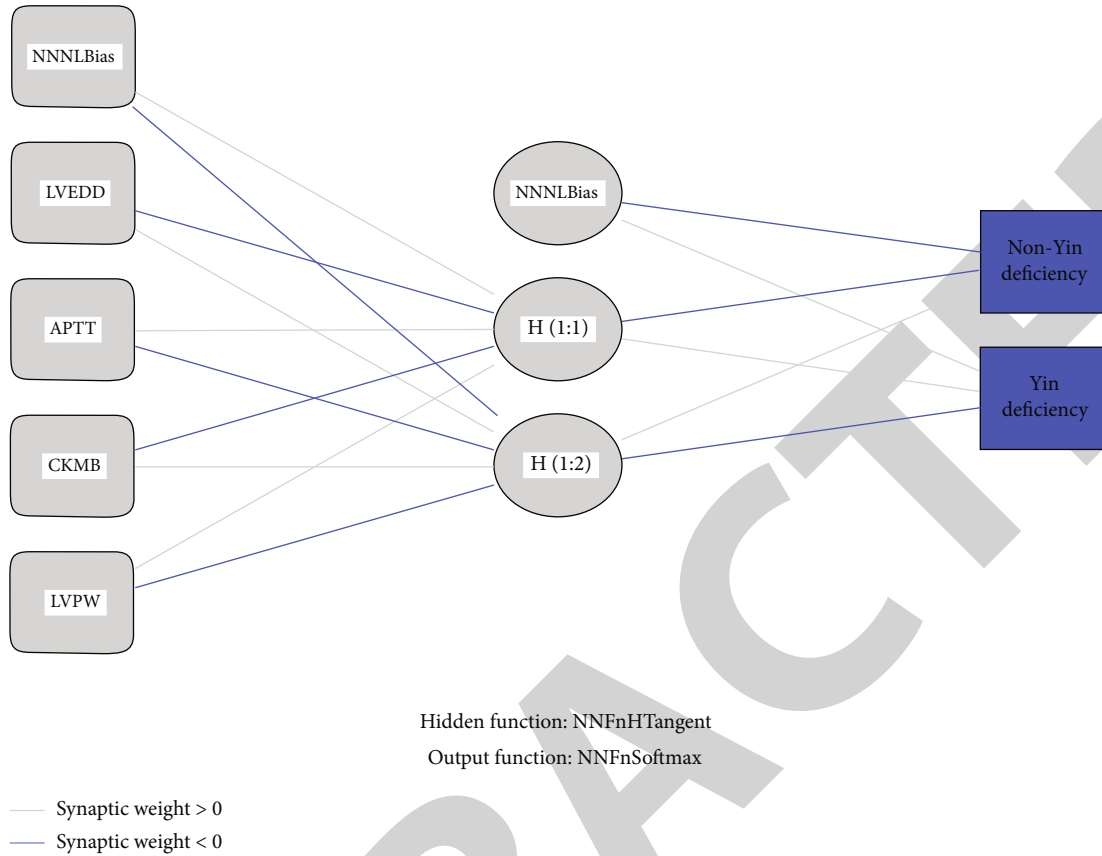 NNNLBias
LVEDD
APTT
CKMB
LVPW
NNNLBias
H (1:1)
H (1:2)
Non-Yin
deficiency
Yin
deficiency
Hidden function: NNFnHTangent
Output function: NNFnSoftmax
Synaptic weight > 0
Synaptic weight < 0